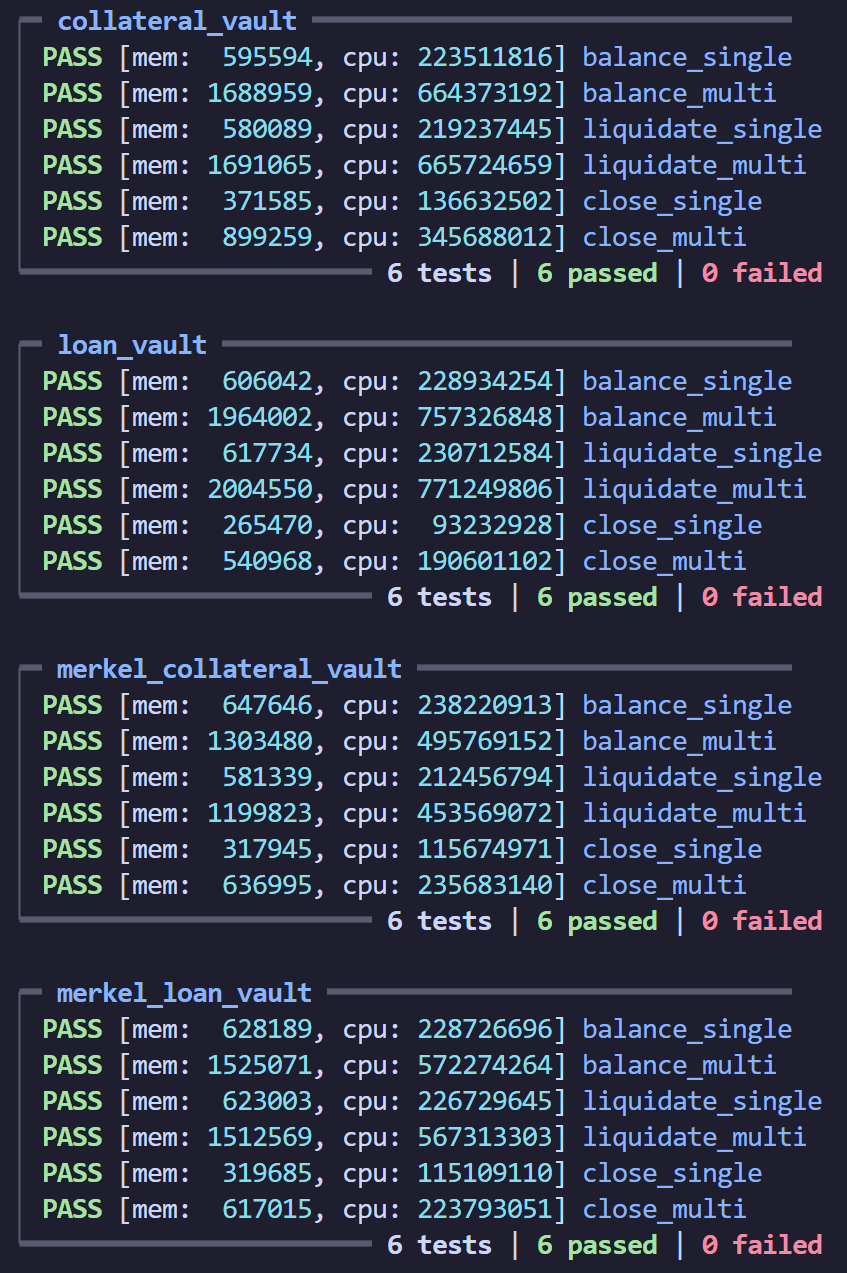 collateral_vault
PASS [mem:  595594, cpu: 223511816] balance_single
PASS [mem: 1688959, cpu: 664373192] balance_multi
PASS [mem:  580089, cpu: 219237445] liquidate_single
PASS [mem: 1691065, cpu: 665724659] liquidate_multi
PASS [mem:  371585, cpu: 136632502] close_single
PASS [mem:  899259, cpu: 345688012] close_multi
6 tests | 6 passed | 0 failed
loan_vault
PASS [mem:  606042, cpu: 228934254] balance_single
PASS [mem: 1964002, cpu: 757326848] balance_multi
PASS [mem:  617734, cpu: 230712584] liquidate_single
PASS [mem: 2004550, cpu: 771249806] liquidate_multi
PASS [mem:  265470, cpu:  93232928] close_single
PASS [mem:  540968, cpu: 190601102] close_multi
6 tests | 6 passed | 0 failed
merkel_collateral_vault
PASS [mem:  647646, cpu: 238220913] balance_single
PASS [mem: 1303480, cpu: 495769152] balance_multi
PASS [mem:  581339, cpu: 212456794] liquidate_single
PASS [mem: 1199823, cpu: 453569072] liquidate_multi
PASS [mem:  317945, cpu: 115674971] close_single
PASS [mem:  636995, cpu: 235683140] close_multi
6 tests | 6 passed | 0 failed
merkel_loan_vault
PASS [mem:  628189, cpu: 228726696] balance_single
PASS [mem: 1525071, cpu: 572274264] balance_multi
PASS [mem:  623003, cpu: 226729645] liquidate_single
PASS [mem: 1512569, cpu: 567313303] liquidate_multi
PASS [mem:  319685, cpu: 115109110] close_single
PASS [mem:  617015, cpu: 223793051] close_multi
6 tests | 6 passed | 0 failed